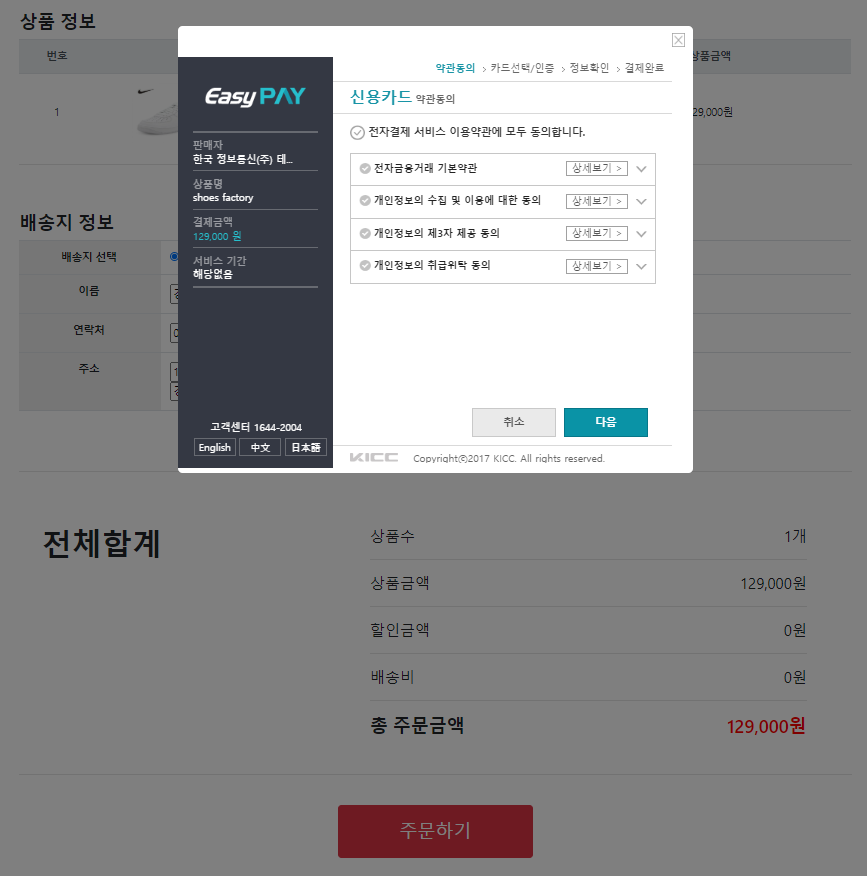 상품 정보
번호
상품금액
1
29,000원
배송지 정보
배송지 선택
이름
연락처
주소
Easy PAY
판매자
한국 정보통신(주) 테...
상품명
shoes factory
결제금액
129,000 원
서비스 기간
해당없음
고객센터 1644-2004
English 中文 日本語
약관동의 > 카드선택/인증 > 정보확인 > 결제완료
신용카드 약관동의
전자결제 서비스 이용약관에 모두 동의합니다.
전자금융거래 기본약관 상세보기 >
개인정보의 수집 및 이용에 대한 동의 상세보기 >
개인정보의 제3자 제공 동의 상세보기 >
개인정보의 취급위탁 동의 상세보기 >
취소 다음
KICC Copyrightⓒ2017 KICC. All rights reserved.
전체합계
상품수 1개
상품금액 129,000원
할인금액 0원
배송비 0원
총 주문금액 129,000원
주문하기